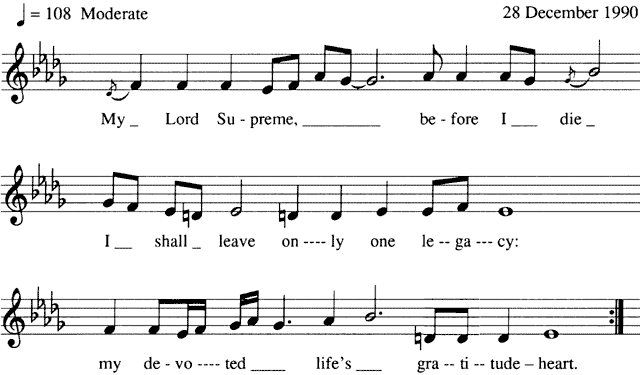 ♩ = 108 Moderate 28 December 1990
My _ Lord Su - preme, _________ be - fore I ___ die _
I __ shall _ leave on ---- ly one le -- ga --- cy:
my de - vo ---- ted ____ life's ___ gra -- ti -- tude – heart.